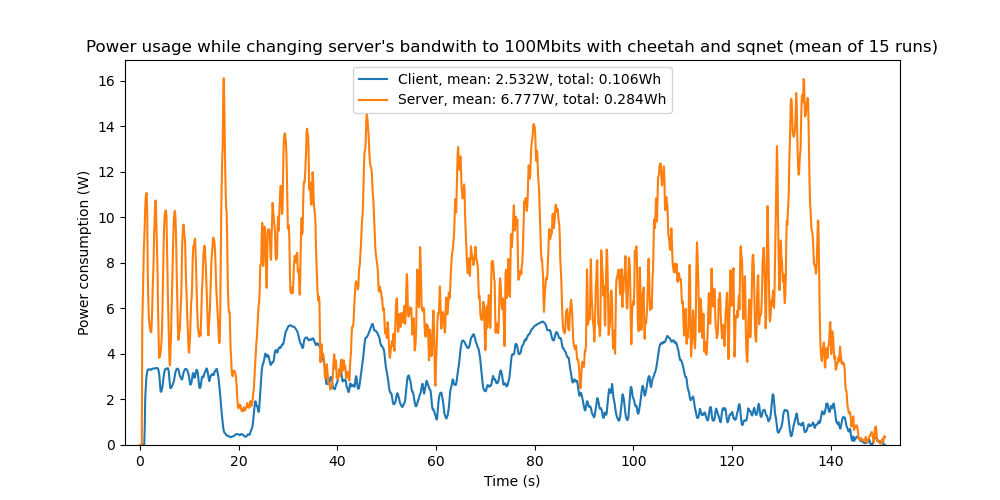 Power usage while changing server's bandwith to 100Mbits with cheetah and sqnet (mean of 15 runs)
Client, mean: 2.532W, total: 0.106Wh
Server, mean: 6.777W, total: 0.284Wh
Power consumption (W)
16
14
12
10
8
6
4
2
0
0 20 40 60 80 100 120 140
Time (s)